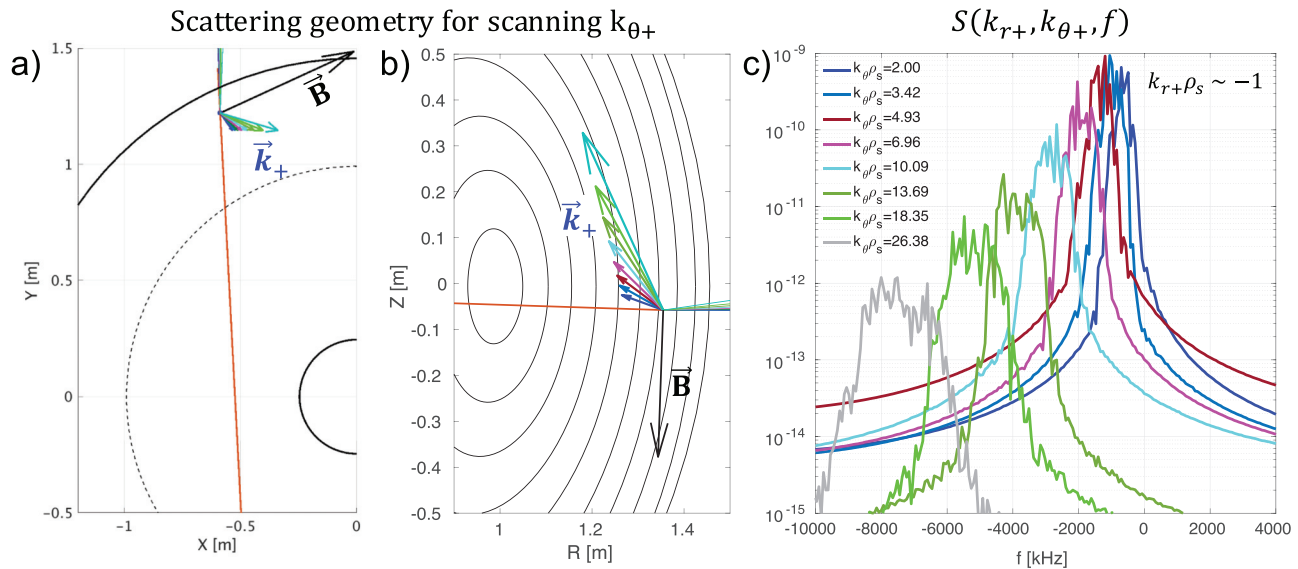 Scattering geometry for scanning kθ+
S(kr+, kθ+, f)
a)
1.5
1
0.5
0
-0.5
-1
-0.5
0
Y [m]
X [m]
B
k+
b)
0.5
0.4
0.3
0.2
0.1
0
-0.1
-0.2
-0.3
-0.4
-0.5
1
1.2
1.4
Z [m]
R [m]
k+
B
c)
10-9
10-10
10-11
10-12
10-13
10-14
10-15
-10000
-8000
-6000
-4000
-2000
0
2000
4000
f [kHz]
kθρs=2.00
kθρs=3.42
kθρs=4.93
kθρs=6.96
kθρs=10.09
kθρs=13.69
kθρs=18.35
kθρs=26.38
kr+ρs ~ −1